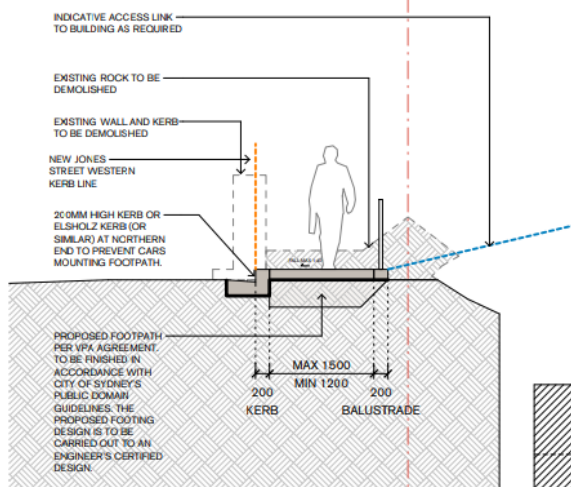 INDICATIVE ACCESS LINK
TO BUILDING AS REQUIRED
EXISTING ROCK TO BE
DEMOLISHED
EXISTING WALL AND KERB
TO BE DEMOLISHED
NEW JONES
STREET WESTERN
KERB LINE
200MM HIGH KERB OR
ELSHOLZ KERB (OR
SIMILAR) AT NORTHERN
END TO PREVENT CARS
MOUNTING FOOTPATH.
PROPOSED FOOTPATH
PER VPA AGREEMENT.
TO BE FINISHED IN
ACCORDANCE WITH
CITY OF SYDNEY'S
PUBLIC DOMAIN
GUIDELINES. THE
PROPOSED FOOTING
DESIGN IS TO BE
CARRIED OUT TO AN
ENGINEER'S CERTIFIED
DESIGN.
MAX 1500
MIN 1200
200
KERB
200
BALUSTRADE